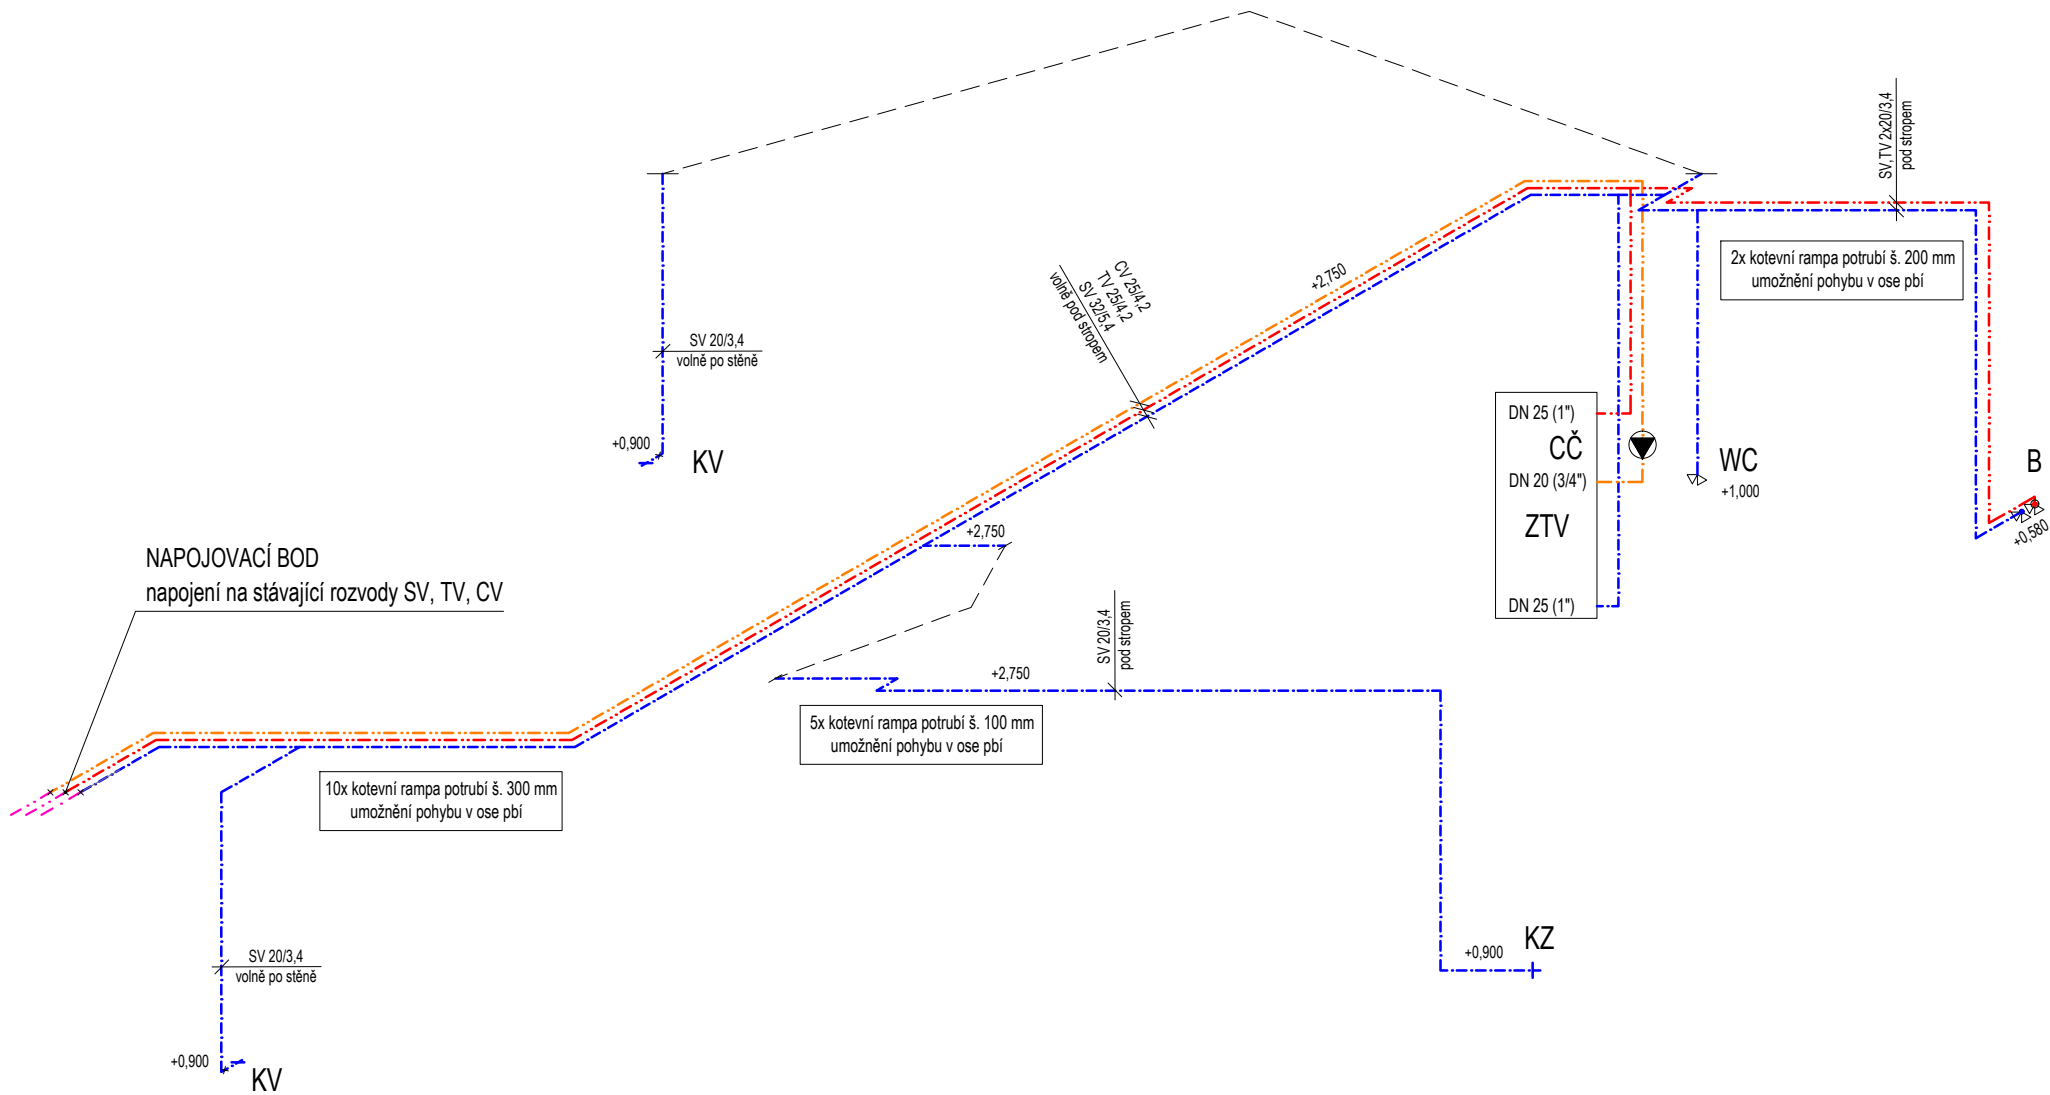 SV,TV 2x20/3,4
pod stropem
2x kotevní rampa potrubí š. 200 mm
umožnění pohybu v ose pbí
+2,750
CV 25/4,2
TV 25/4,2
SV 32/5,4
volně pod stropem
SV 20/3,4
volně po stěně
+0,900
KV
DN 25 (1")
CČ
DN 20 (3/4")
ZTV
DN 25 (1")
WC
+1,000
B
+0,580
+2,750
NAPOJOVACÍ BOD
napojení na stávající rozvody SV, TV, CV
SV 20/3,4
pod stropem
+2,750
5x kotevní rampa potrubí š. 100 mm
umožnění pohybu v ose pbí
10x kotevní rampa potrubí š. 300 mm
umožnění pohybu v ose pbí
SV 20/3,4
volně po stěně
+0,900
KZ
+0,900
KV